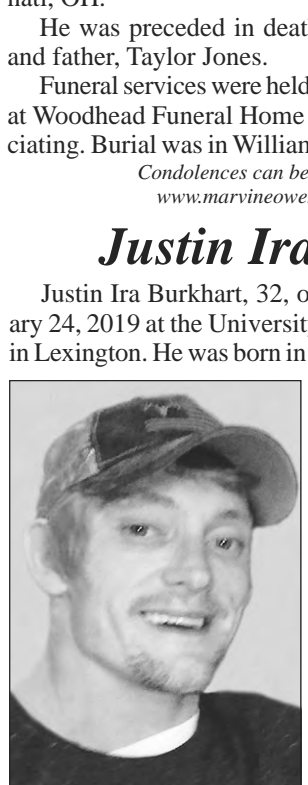 nati, OH.
He was preceded in deat
and father, Taylor Jones.
Funeral services were held
at Woodhead Funeral Home
ciating. Burial was in William
Condolences can be
www.marvineowe
Justin Ira
Justin Ira Burkhart, 32, o
ary 24, 2019 at the Universit
in Lexington. He was born in